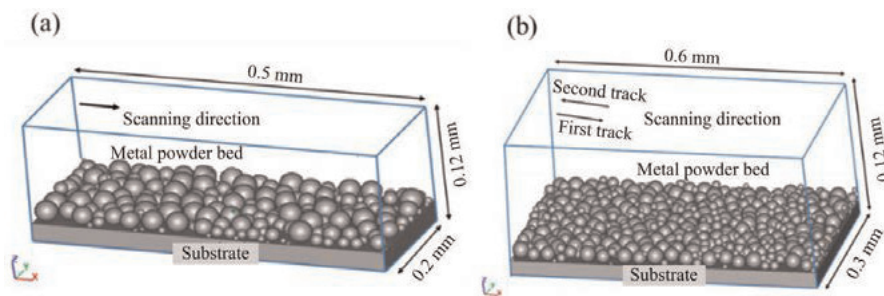 (a)
0.5 mm
Scanning direction
Metal powder bed
0.12 mm
0.2 mm
Substrate
(b)
0.6 mm
Second track
First track
Scanning direction
Metal powder bed
0.12 mm
0.3 mm
Substrate